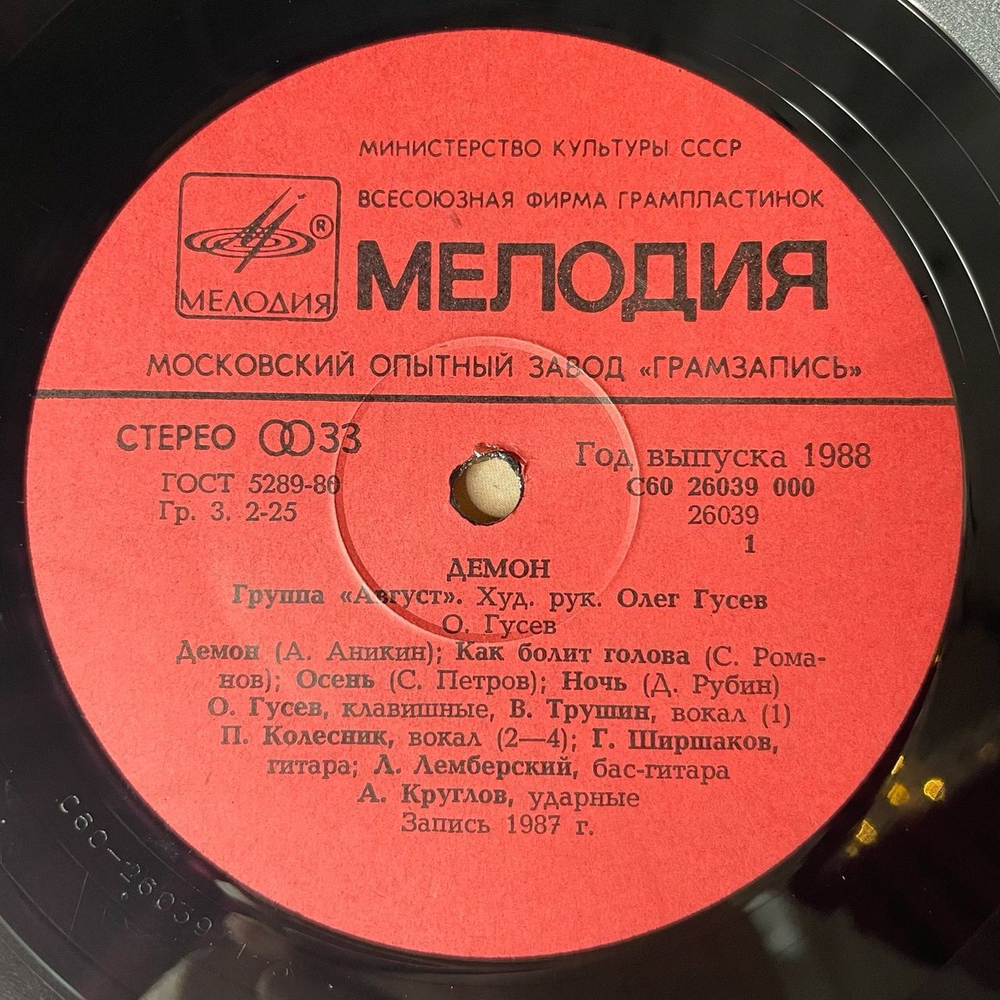 МИНИСТЕРСТВО КУЛЬТУРЫ СССР
ВСЕСОЮЗНАЯ ФИРМА ГРАМПЛАСТИНОК
®
МЕЛОДИЯ
МЕЛОДИЯ
МОСКОВСКИЙ ОПЫТНЫЙ ЗАВОД «ГРАМЗАПИСЬ»
СТЕРЕО 33
ГОСТ 5289-80
Гр. 3. 2-25
Год выпуска 1988
С60 26039 000
26039
1
ДЕМОН
Группа «Август». Худ. рук. Олег Гусев
О. Гусев
Демон (А. Аникин); Как болит голова (С. Рома-
нов); Осень (С. Петров); Ночь (Д. Рубин)
О. Гусев, клавишные, В. Трушин, вокал (1)
П. Колесник, вокал (2—4); Г. Ширшаков,
гитара; Л. Лемберский, бас-гитара
А. Круглов, ударные
Запись 1987 г.
С60-26039